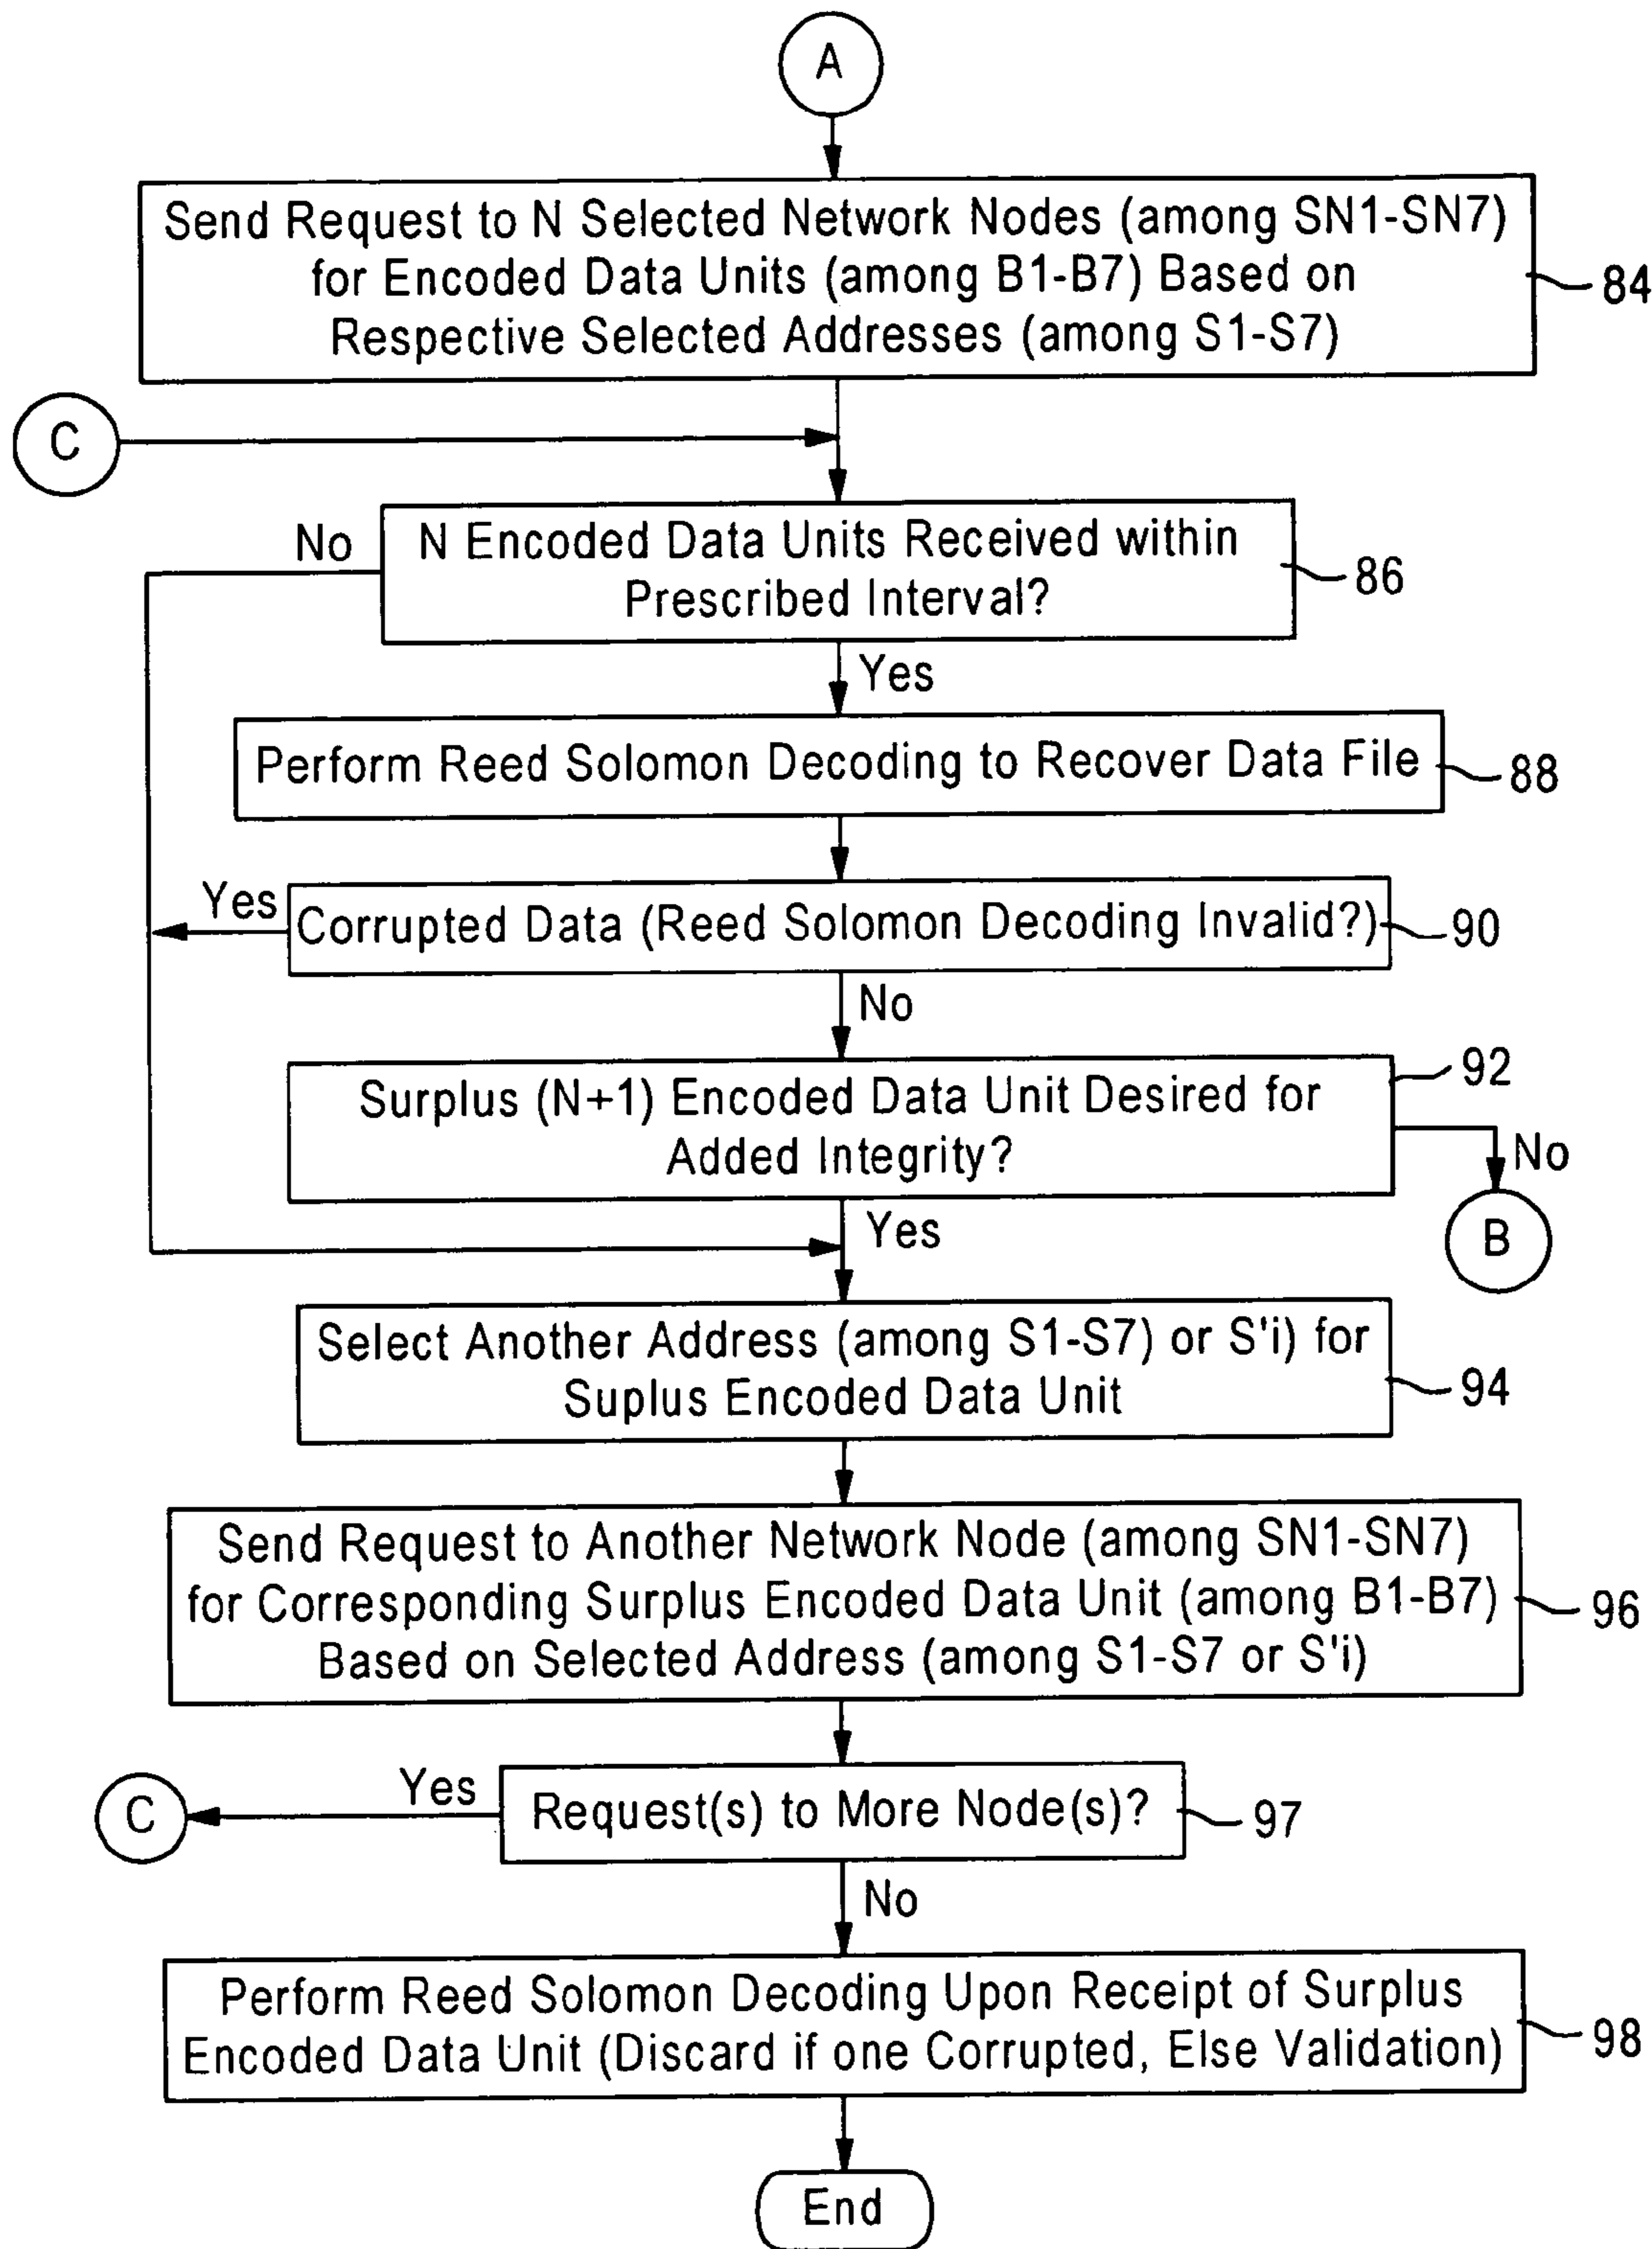 A
Send Request to N Selected Network Nodes (among SN1-SN7)
for Encoded Data Units (among B1-B7) Based on
Respective Selected Addresses (among S1-S7)
84
C
No
N Encoded Data Units Received within
Prescribed Interval?
86
Yes
Perform Reed Solomon Decoding to Recover Data File
88
Yes
Corrupted Data (Reed Solomon Decoding Invalid?)
90
No
Surplus (N+1) Encoded Data Unit Desired for
Added Integrity?
92
No
B
Yes
Select Another Address (among S1-S7) or S'i) for
Suplus Encoded Data Unit
94
Send Request to Another Network Node (among SN1-SN7)
for Corresponding Surplus Encoded Data Unit (among B1-B7)
Based on Selected Address (among S1-S7 or S'i)
96
C
Yes
Request(s) to More Node(s)?
97
No
Perform Reed Solomon Decoding Upon Receipt of Surplus
Encoded Data Unit (Discard if one Corrupted, Else Validation)
98
End